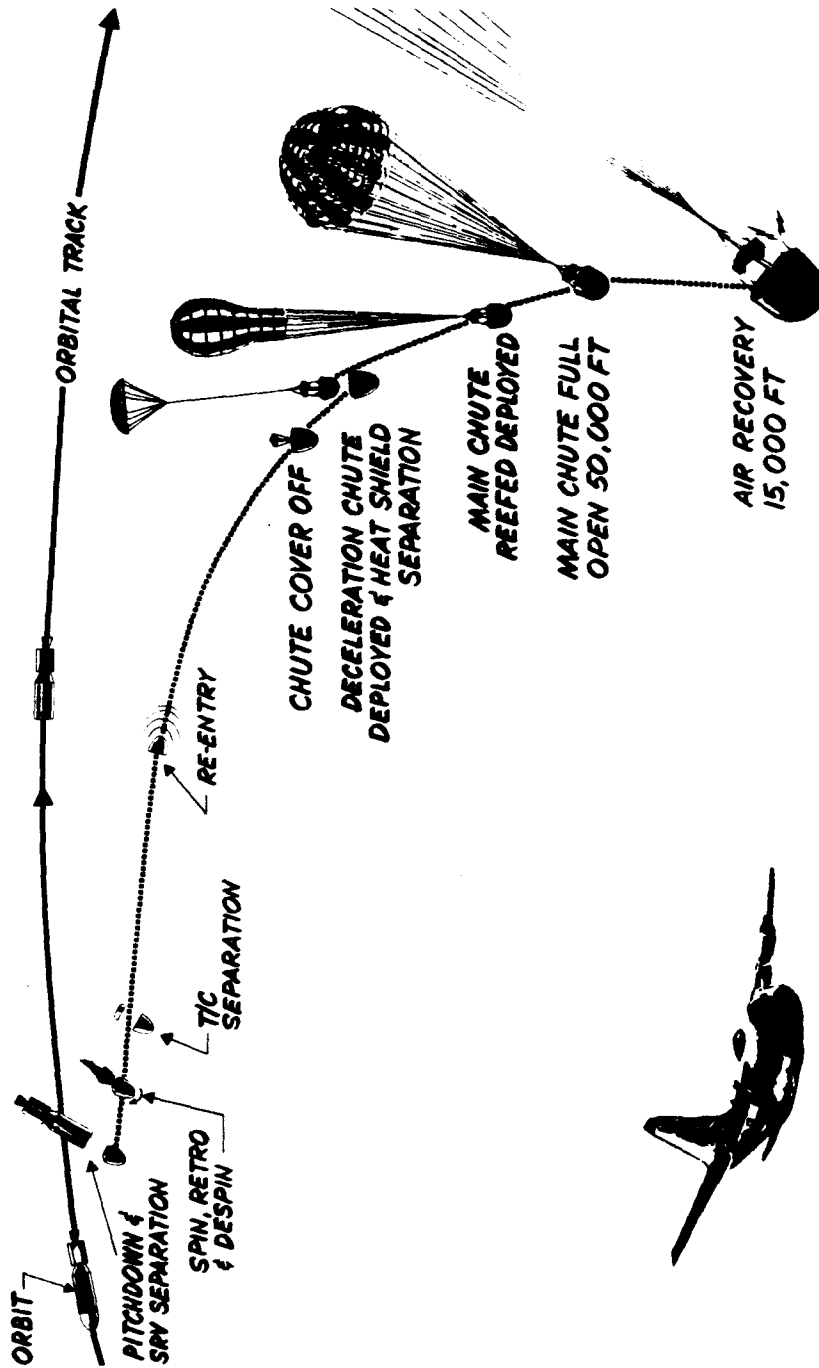 ORBIT
ORBITAL TRACK
PITCHDOWN &
SRV SEPARATION
SPIN, RETRO
& DESPIN
T/C
SEPARATION
RE-ENTRY
CHUTE COVER OFF
DECELERATION CHUTE
DEPLOYED & HEAT SHIELD
SEPARATION
MAIN CHUTE
REEFED DEPLOYED
MAIN CHUTE FULL
OPEN 50,000 FT
AIR RECOVERY
15,000 FT